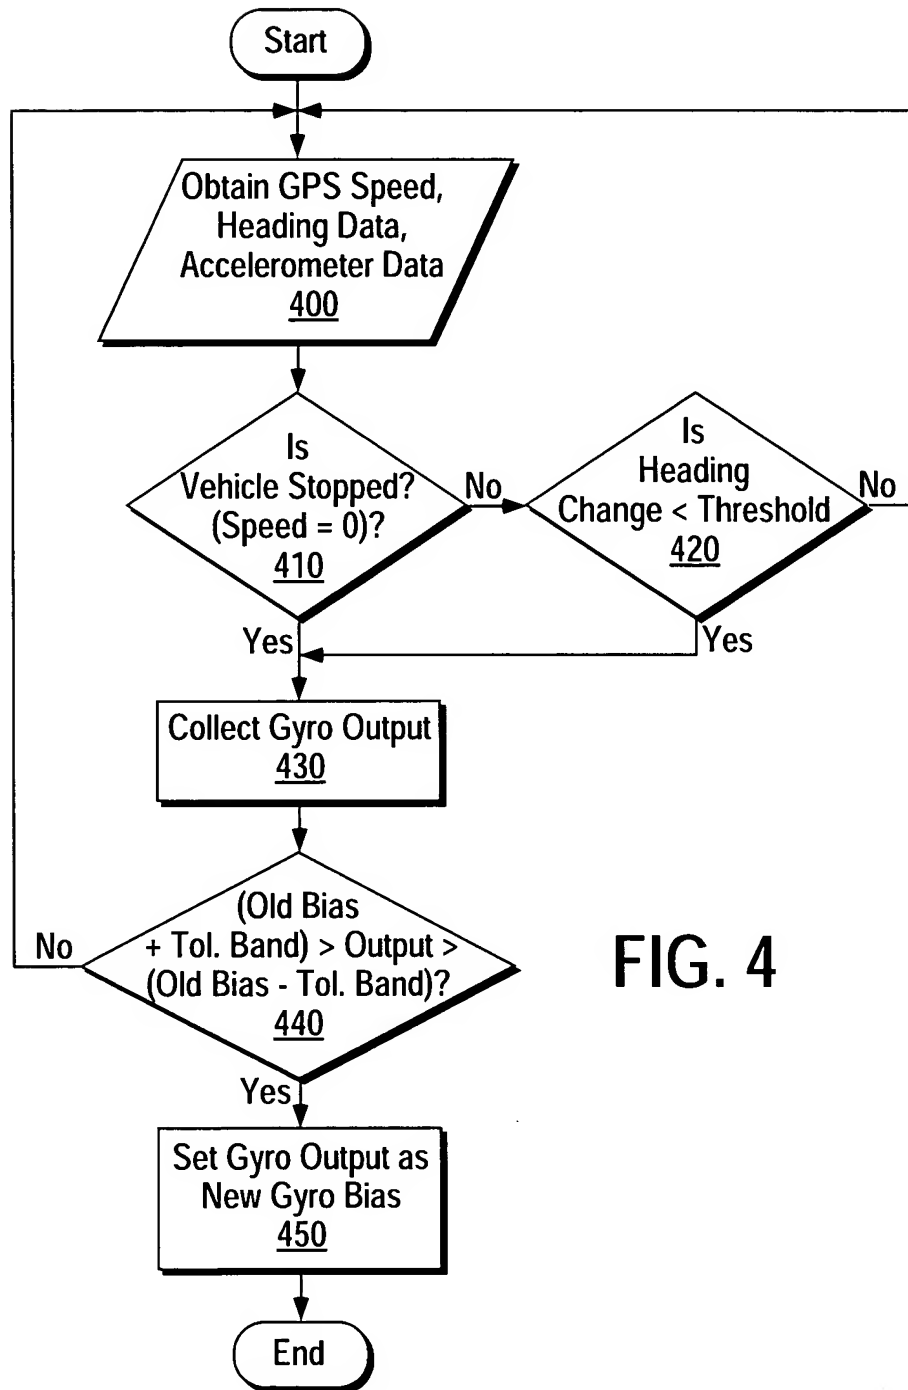 Start
Obtain GPS Speed,
Heading Data,
Accelerometer Data
400
Is
Vehicle Stopped?
(Speed = 0)?
410
No
Is
Heading
Change < Threshold
420
No
Yes
Yes
Collect Gyro Output
430
(Old Bias
+ Tol. Band) > Output >
(Old Bias - Tol. Band)?
440
No
FIG. 4
Yes
Set Gyro Output as
New Gyro Bias
450
End